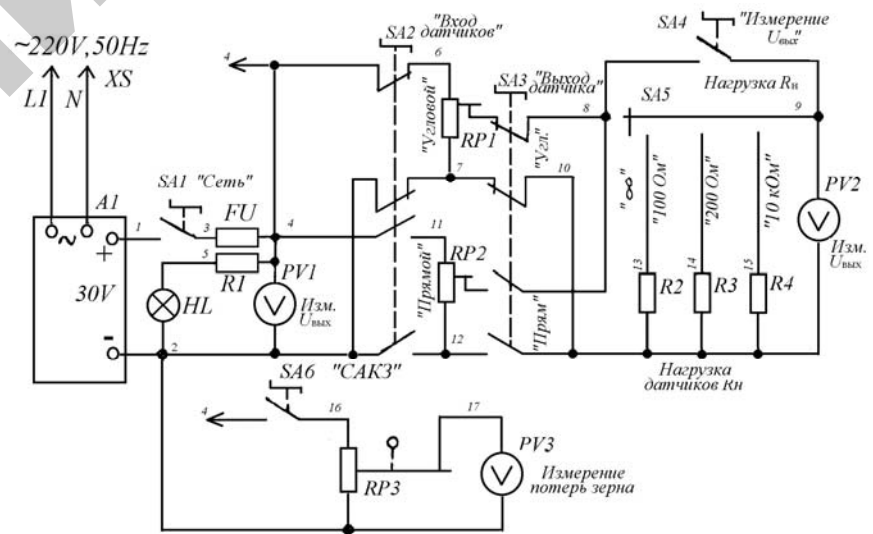 ~220V,50Hz
L1 N XS
A1
~
+
30V
-
SA1 "Сеть"
1
3
FU
4
5
R1
HL
2
PV1
Изм.
Uвых
4
SA2 "Вход
датчиков"
6
"Угловой"
RP1
7
11
"Прямой"
RP2
12
SA3 "Выход
датчика"
"Угл."
8
10
"Прям"
SA4 "Измерение
Uвых"
Нагрузка Rн
SA5
9
"∞"
"100 Ом"
"200 Ом"
"10 кОм"
13
R2
14
R3
15
R4
PV2
Изм.
Uвых
Нагрузка
датчиков Rн
SA6 "САКЗ"
4
16
RP3
17
PV3
Измерение
потерь зерна